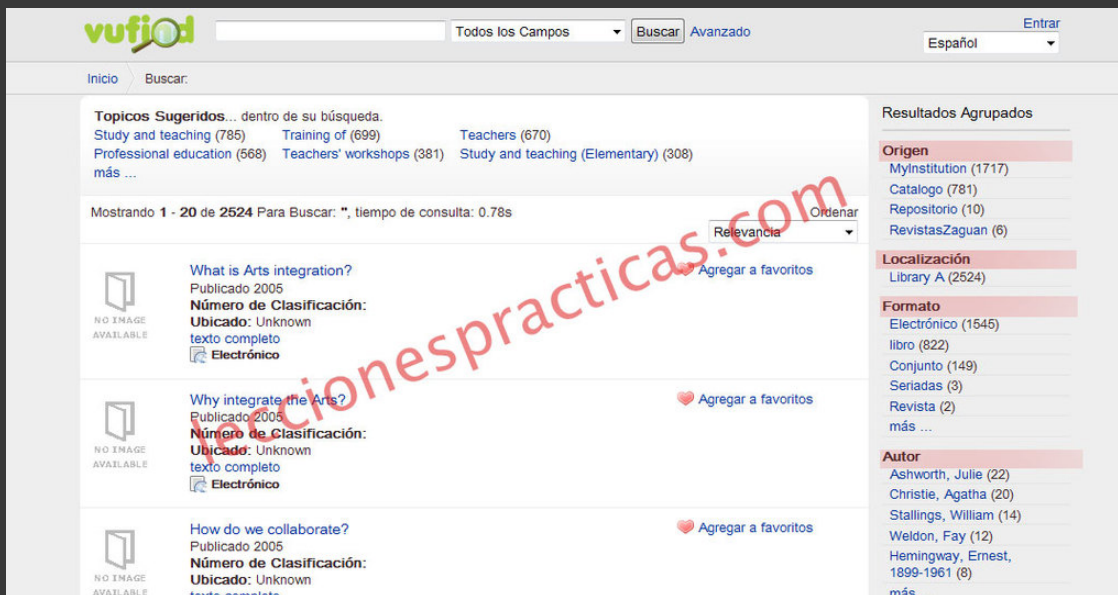 vufind
Todos los Campos
Buscar
Avanzado
Entrar
Español
Inicio
Buscar:
Topicos Sugeridos... dentro de su búsqueda.
Study and teaching (785) Training of (699) Teachers (670)
Professional education (568) Teachers' workshops (381) Study and teaching (Elementary) (308)
más ...
Mostrando 1 - 20 de 2524 Para Buscar: '', tiempo de consulta: 0.78s
Ordenar
Relevancia
What is Arts integration?
Agregar a favoritos
Publicado 2005
Número de Clasificación:
Ubicado: Unknown
texto completo
Electrónico
NO IMAGE
AVAILABLE
Why integrate the Arts?
Agregar a favoritos
Publicado 2005
Número de Clasificación:
Ubicado: Unknown
texto completo
Electrónico
NO IMAGE
AVAILABLE
How do we collaborate?
Agregar a favoritos
Publicado 2005
Número de Clasificación:
Ubicado: Unknown
texto completo
NO IMAGE
AVAILABLE
Resultados Agrupados
Origen
MyInstitution (1717)
Catalogo (781)
Repositorio (10)
RevistasZaguan (6)
Localización
Library A (2524)
Formato
Electrónico (1545)
libro (822)
Conjunto (149)
Seriadas (3)
Revista (2)
más ...
Autor
Ashworth, Julie (22)
Christie, Agatha (20)
Stallings, William (14)
Weldon, Fay (12)
Hemingway, Ernest,
1899-1961 (8)
más
leccionespracticas.com